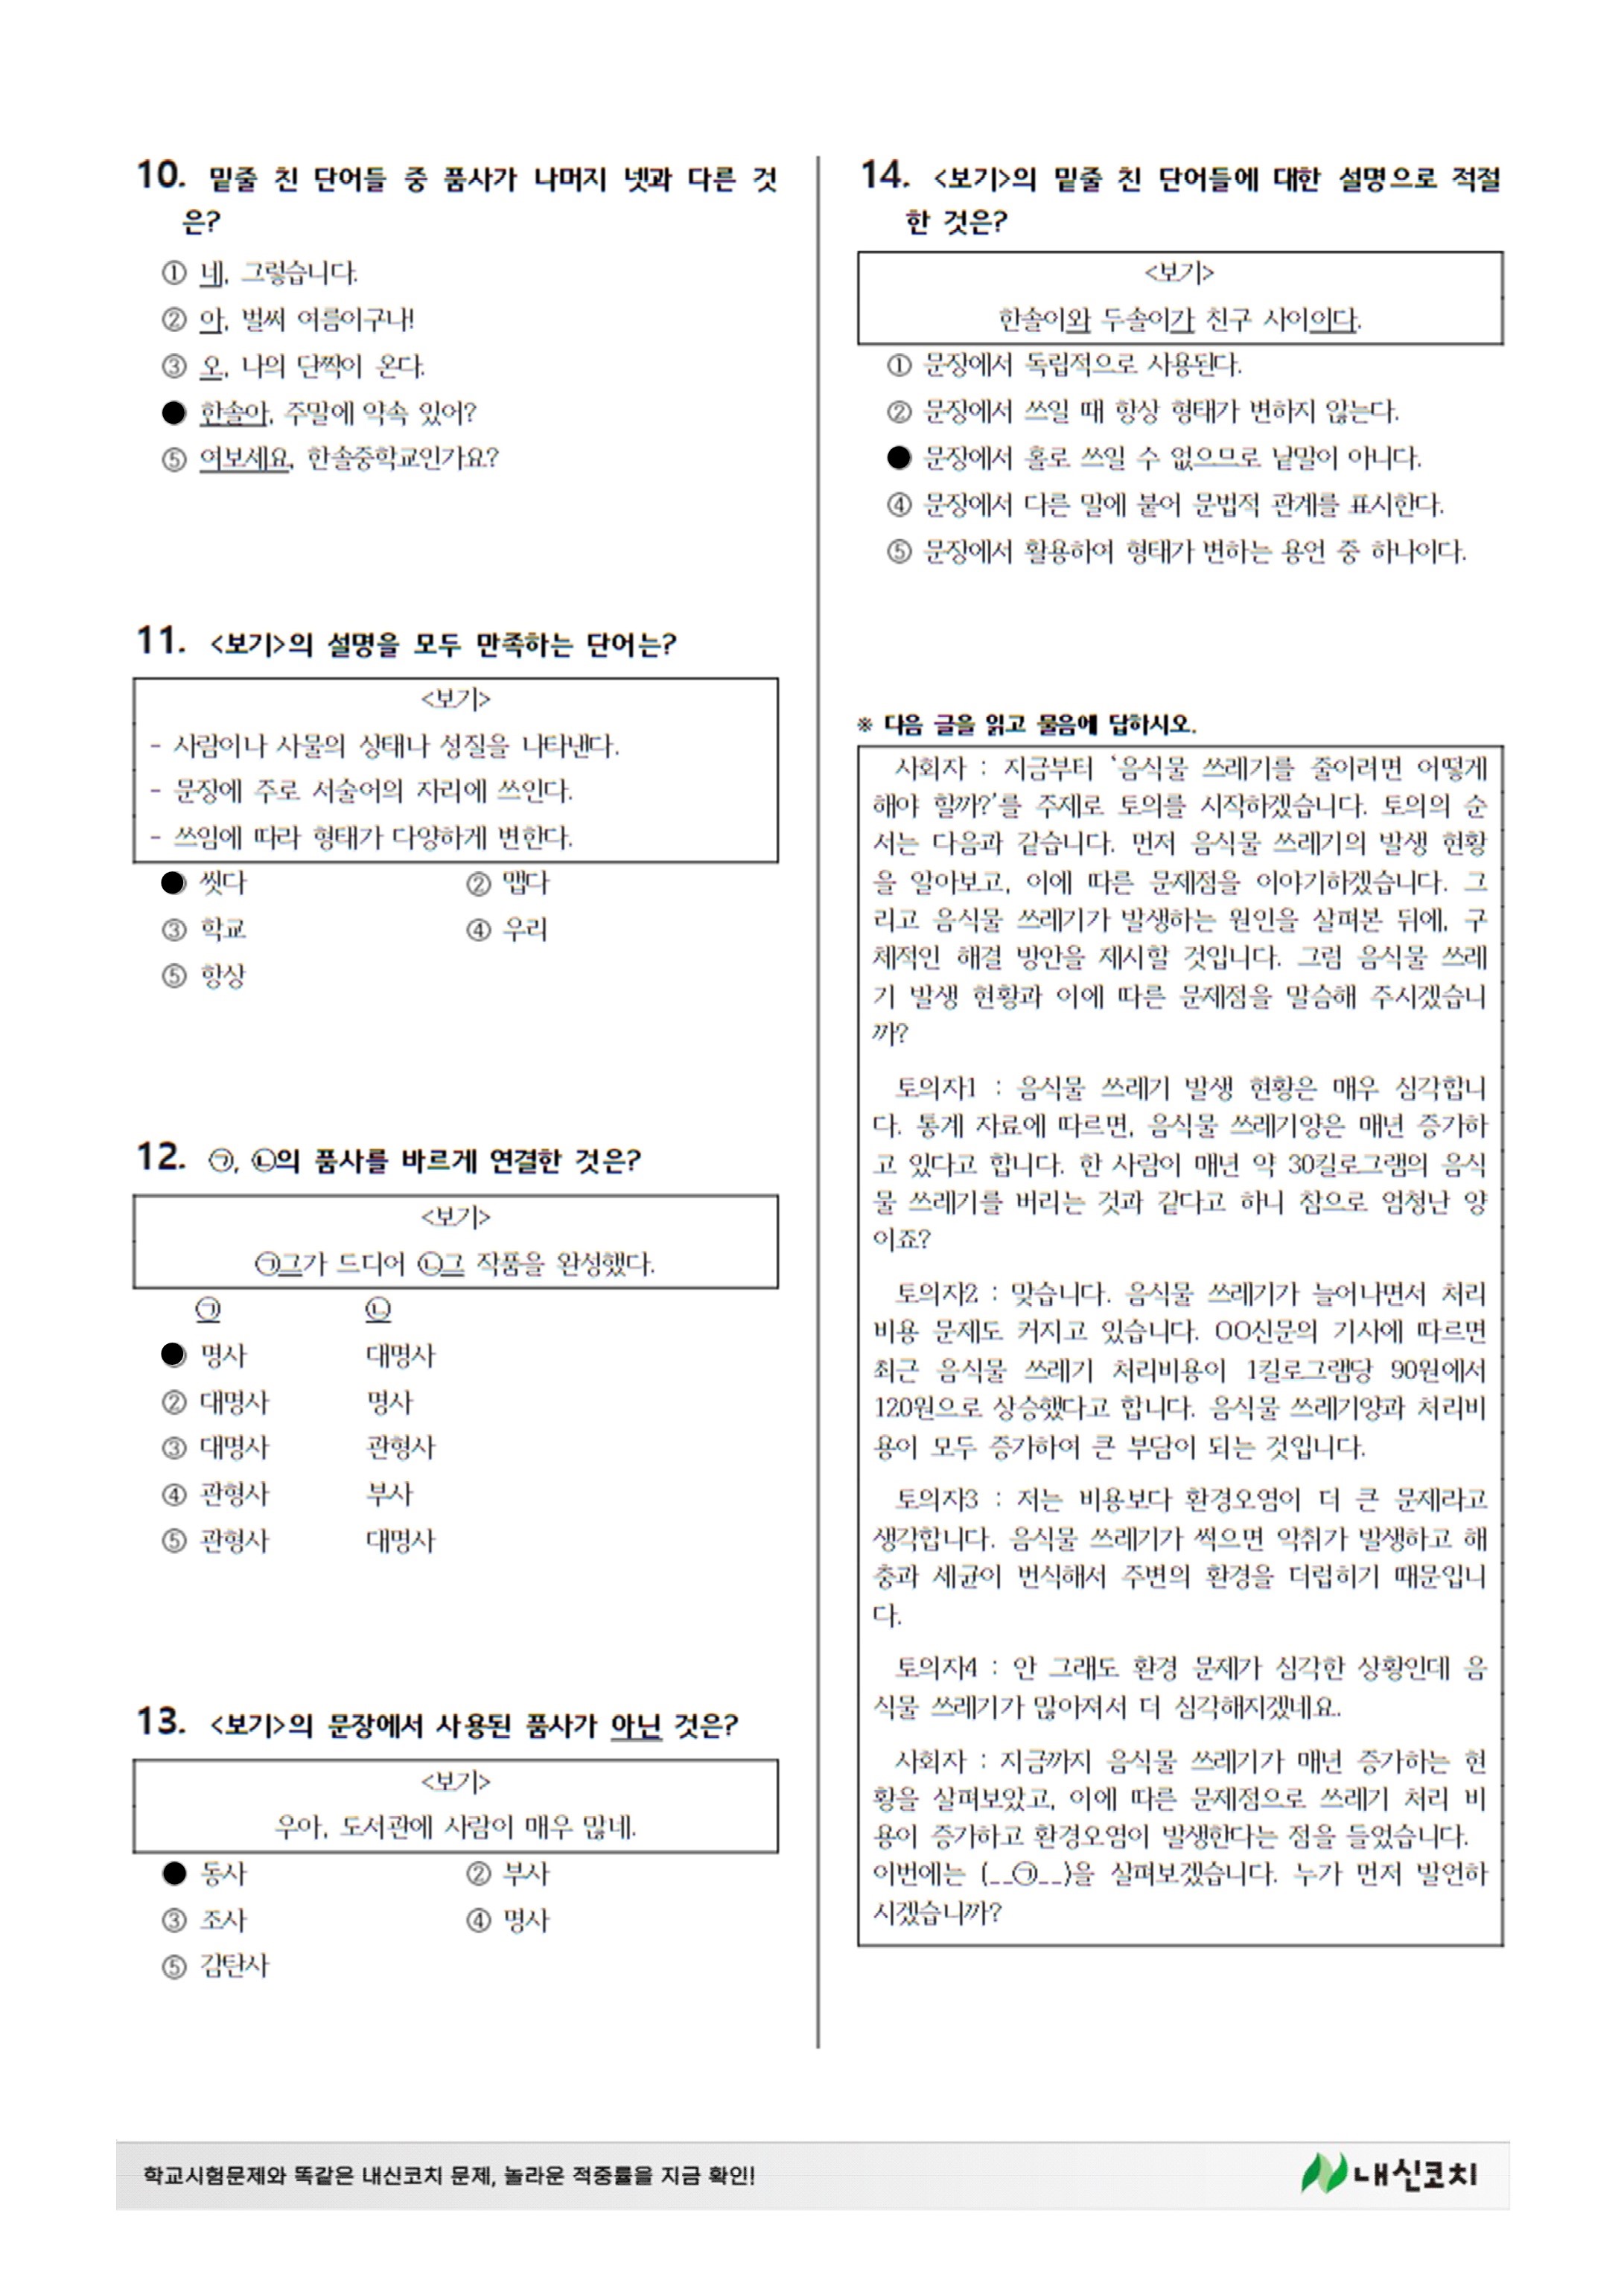 10. 밑줄 친 단어들 중 품사가 나머지 넷과 다른 것
은?
① 네, 그렇습니다.
② 아, 벌써 여름이구나!
③ 오, 나의 단짝이 온다.
● 한솔아, 주말에 약속 있어?
⑤ 여보세요, 한솔중학교인가요?
11. <보기>의 설명을 모두 만족하는 단어는?
<보기>
- 사람이나 사물의 상태나 성질을 나타낸다.
- 문장에 주로 서술어의 자리에 쓰인다.
- 쓰임에 따라 형태가 다양하게 변한다.
● 씻다 ② 맵다
③ 학교 ④ 우리
⑤ 항상
12. ㉠, ㉡의 품사를 바르게 연결한 것은?
<보기>
㉠그가 드디어 ㉡그 작품을 완성했다.
㉠ ㉡
● 명사 대명사
② 대명사 명사
③ 대명사 관형사
④ 관형사 부사
⑤ 관형사 대명사
13. <보기>의 문장에서 사용된 품사가 아닌 것은?
<보기>
우아, 도서관에 사람이 매우 많네.
● 동사 ② 부사
③ 조사 ④ 명사
⑤ 감탄사
14. <보기>의 밑줄 친 단어들에 대한 설명으로 적절
한 것은?
<보기>
한솔이와 두솔이가 친구 사이이다.
① 문장에서 독립적으로 사용된다.
② 문장에서 쓰일 때 항상 형태가 변하지 않는다.
● 문장에서 홀로 쓰일 수 없으므로 낱말이 아니다.
④ 문장에서 다른 말에 붙어 문법적 관계를 표시한다.
⑤ 문장에서 활용하여 형태가 변하는 용언 중 하나이다.
※ 다음 글을 읽고 물음에 답하시오.
사회자 : 지금부터 ‘음식물 쓰레기를 줄이려면 어떻게
해야 할까?’를 주제로 토의를 시작하겠습니다. 토의의 순
서는 다음과 같습니다. 먼저 음식물 쓰레기의 발생 현황
을 알아보고, 이에 따른 문제점을 이야기하겠습니다. 그
리고 음식물 쓰레기가 발생하는 원인을 살펴본 뒤에, 구
체적인 해결 방안을 제시할 것입니다. 그럼 음식물 쓰레
기 발생 현황과 이에 따른 문제점을 말씀해 주시겠습니
까?
토의자1 : 음식물 쓰레기 발생 현황은 매우 심각합니
다. 통계 자료에 따르면, 음식물 쓰레기양은 매년 증가하
고 있다고 합니다. 한 사람이 매년 약 30킬로그램의 음식
물 쓰레기를 버리는 것과 같다고 하니 참으로 엄청난 양
이죠?
토의자2 : 맞습니다. 음식물 쓰레기가 늘어나면서 처리
비용 문제도 커지고 있습니다. OO신문의 기사에 따르면
최근 음식물 쓰레기 처리비용이 1킬로그램당 90원에서
120원으로 상승했다고 합니다. 음식물 쓰레기양과 처리비
용이 모두 증가하여 큰 부담이 되는 것입니다.
토의자3 : 저는 비용보다 환경오염이 더 큰 문제라고
생각합니다. 음식물 쓰레기가 썩으면 악취가 발생하고 해
충과 세균이 번식해서 주변의 환경을 더럽히기 때문입니
다.
토의자4 : 안 그래도 환경 문제가 심각한 상황인데 음
식물 쓰레기가 많아져서 더 심각해지겠네요.
사회자 : 지금까지 음식물 쓰레기가 매년 증가하는 현
황을 살펴보았고, 이에 따른 문제점으로 쓰레기 처리 비
용이 증가하고 환경오염이 발생한다는 점을 들었습니다.
이번에는 (__㉠__)을 살펴보겠습니다. 누가 먼저 발언하
시겠습니까?
학교시험문제와 똑같은 내신코치 문제, 놀라운 적중률을 지금 확인!
내신코치